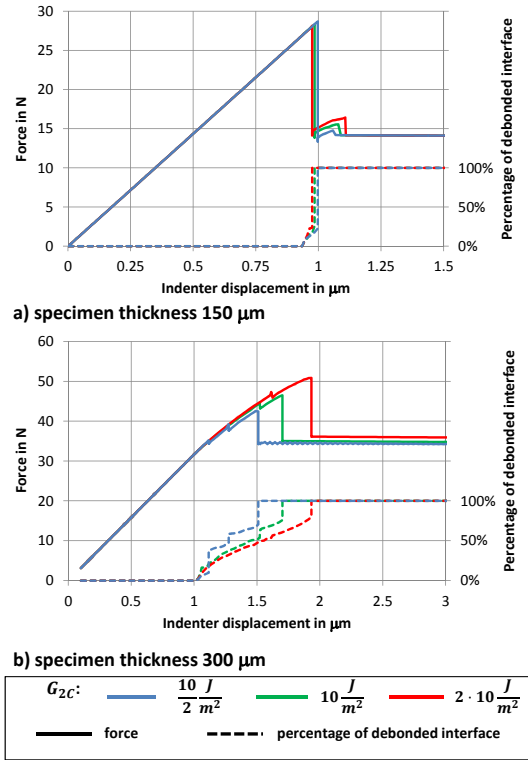 30
25
20
15
10
5
0
Force in N
100%
50%
0%
Percentage of debonded interface
0 0.25 0.5 0.75 1 1.25 1.5
Indenter displacement in µm
a) specimen thickness 150 µm
60
50
40
30
20
10
0
Force in N
100%
50%
0%
Percentage of debonded interface
0 0.5 1 1.5 2 2.5 3
Indenter displacement in µm
b) specimen thickness 300 µm
G2C: 10/2 J/m² 10 J/m² 2 · 10 J/m²
force percentage of debonded interface